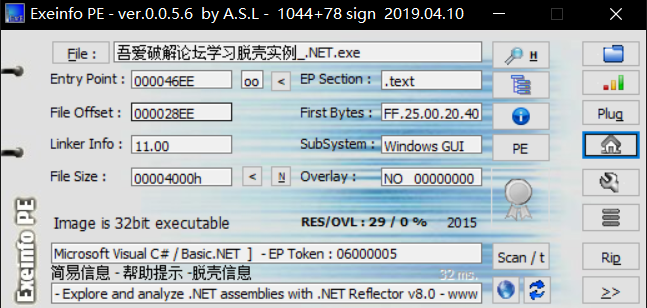 Exeinfo PE - ver.0.0.5.6 by A.S.L - 1044+78 sign 2019.04.10
File : 吾爱破解论坛学习脱壳实例_.NET.exe H
Entry Point : 000046EE oo < EP Section : .text
File Offset : 000028EE First Bytes : FF.25.00.20.40 Plug
Linker Info : 11.00 SubSystem : Windows GUI PE
File Size : 00004000h < N Overlay : NO 00000000
Image is 32bit executable RES/OVL : 29 / 0 % 2015
Microsoft Visual C# / Basic.NET ] - EP Token : 06000005 Scan / t Rip
简易信息 - 帮助提示 -脱壳信息 32 ms.
- Explore and analyze .NET assemblies with .NET Reflector v8.0 - www >>
Exeinfo PE